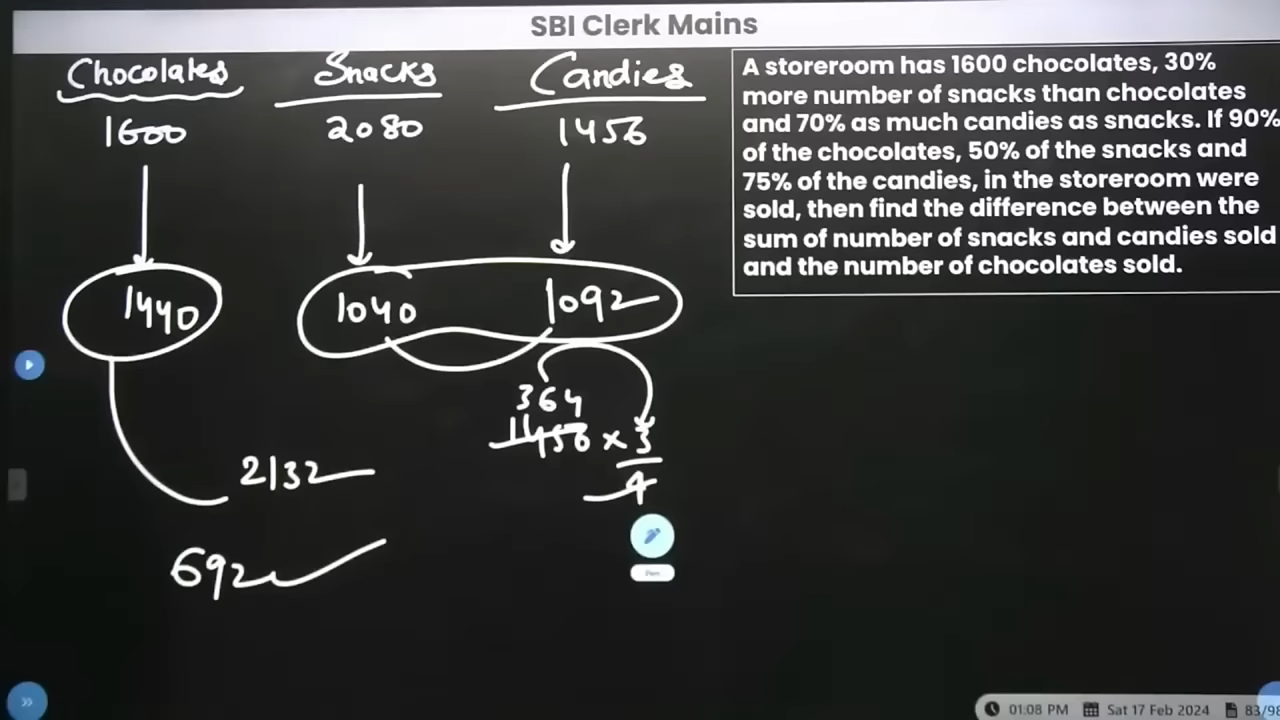 SBI Clerk Mains
Chocolates Snacks Candies
1600 2080 1456
A storeroom has 1600 chocolates, 30%
more number of snacks than chocolates
and 70% as much candies as snacks. If 90%
of the chocolates, 50% of the snacks and
75% of the candies, in the storeroom were
sold, then find the difference between the
sum of number of snacks and candies sold
and the number of chocolates sold.
1440 1040 1092
364
1456 × 3
4
2132
692
01:08 PM Sat 17 Feb 2024 83/98